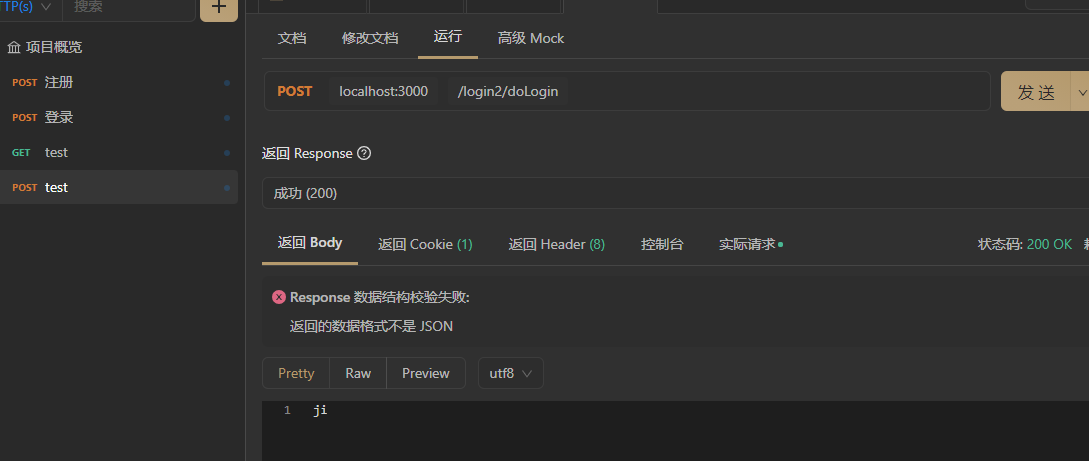 TTP(s) 搜索
项目概览
POST 注册
POST 登录
GET test
POST test
文档 修改文档 运行 高级 Mock
POST localhost:3000 /login2/doLogin 发 送
返回 Response
成功 (200)
返回 Body 返回 Cookie (1) 返回 Header (8) 控制台 实际请求 状态码: 200 OK
Response 数据结构校验失败:
返回的数据格式不是 JSON
Pretty Raw Preview utf8
1 ji